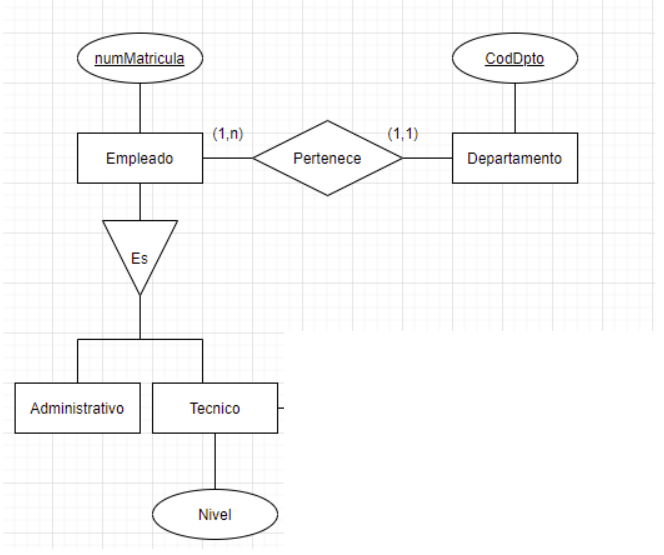 numMatricula
CodDpto
(1,n)
(1,1)
Empleado
Pertenece
Departamento
Es
Administrativo
Tecnico
Nivel